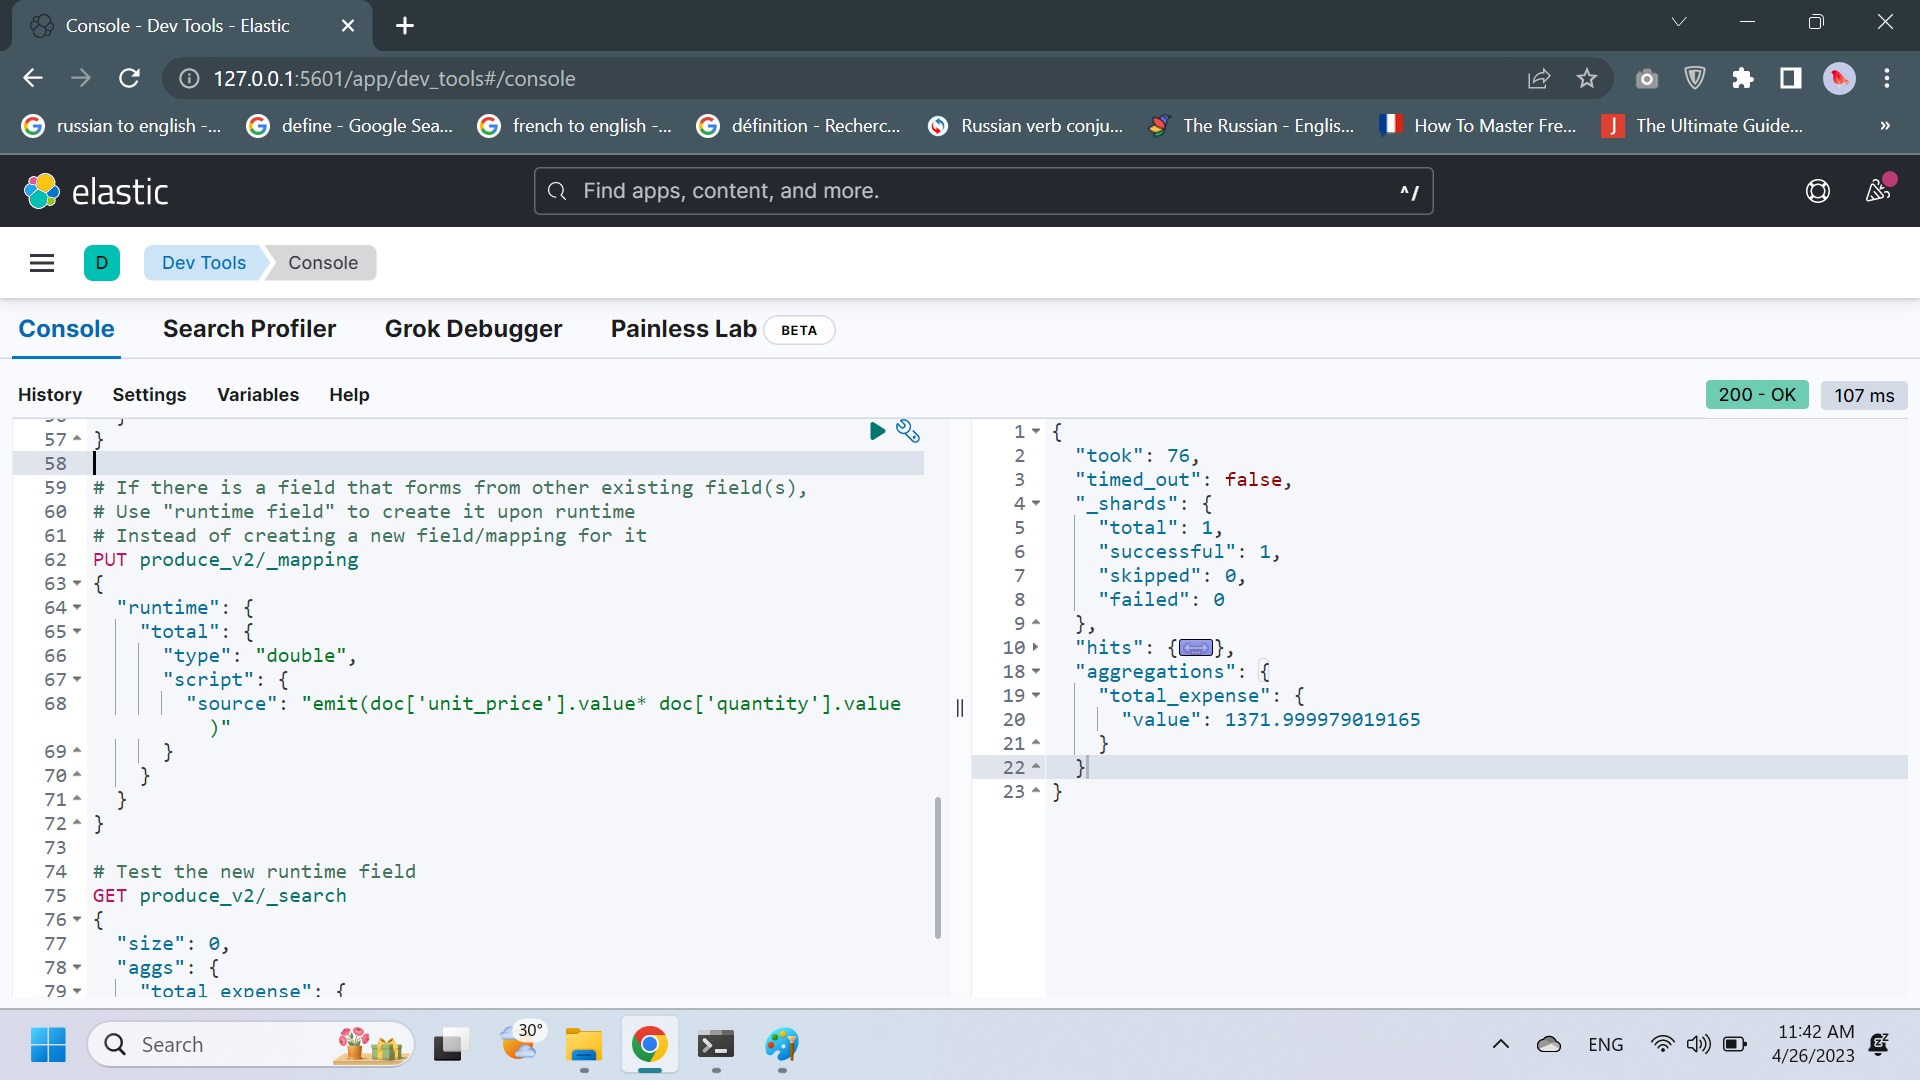 Console - Dev Tools - Elastic
127.0.0.1:5601/app/dev_tools#/console
russian to english -... define - Google Sea... french to english -... définition - Recherc... Russian verb conju... The Russian - Englis... How To Master Fre... The Ultimate Guide... »
elastic
Find apps, content, and more. ^/
D Dev Tools Console
Console Search Profiler Grok Debugger Painless Lab BETA
History Settings Variables Help
200 - OK 107 ms
57 }
58
59 # If there is a field that forms from other existing field(s),
60 # Use "runtime field" to create it upon runtime
61 # Instead of creating a new field/mapping for it
62 PUT produce_v2/_mapping
63 {
64 "runtime": {
65 "total": {
66 "type": "double",
67 "script": {
68 "source": "emit(doc['unit_price'].value* doc['quantity'].value
)"
69 }
70 }
71 }
72 }
73
74 # Test the new runtime field
75 GET produce_v2/_search
76 {
77 "size": 0,
78 "aggs": {
79 "total_expense": {
1 {
2 "took": 76,
3 "timed_out": false,
4 "_shards": {
5 "total": 1,
6 "successful": 1,
7 "skipped": 0,
8 "failed": 0
9 },
10 "hits": {},
18 "aggregations": {
19 "total_expense": {
20 "value": 1371.999979019165
21 }
22 }
23 }
Search
30°
ENG
11:42 AM
4/26/2023